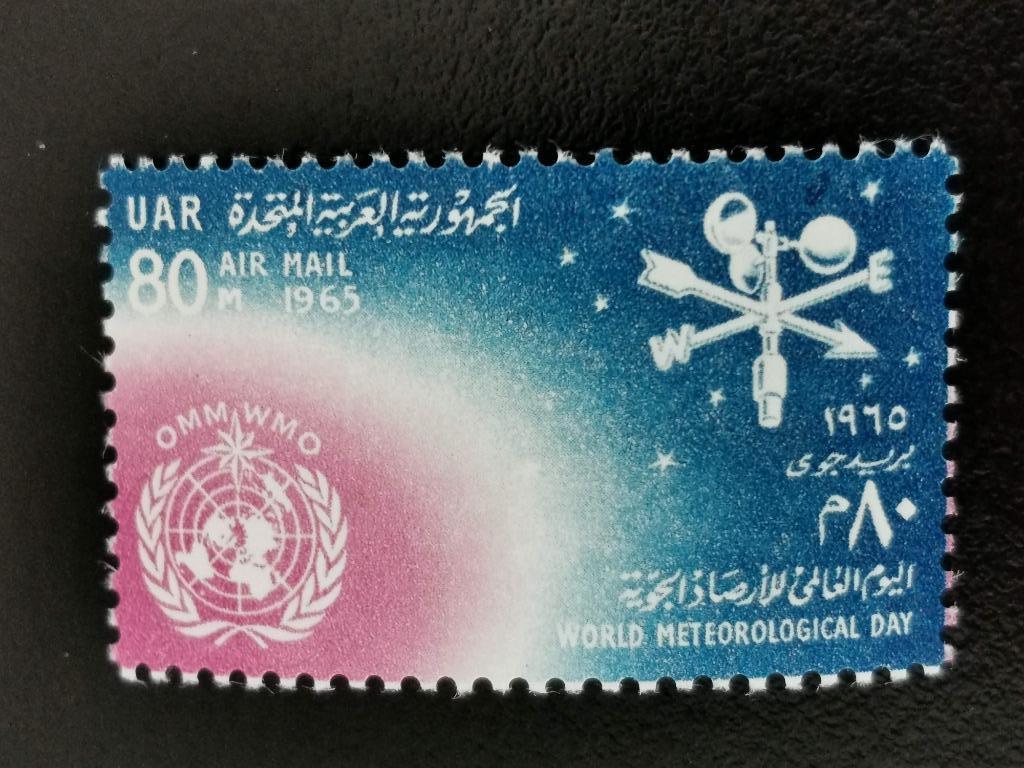 UAR الجمهورية العربية المتحدة
80 M AIR MAIL
1965
E
W
OMM WMO
١٩٦٥
بريد جوى
٨٠ م
اليوم العالمى للأرصاد الجوية
WORLD METEOROLOGICAL DAY